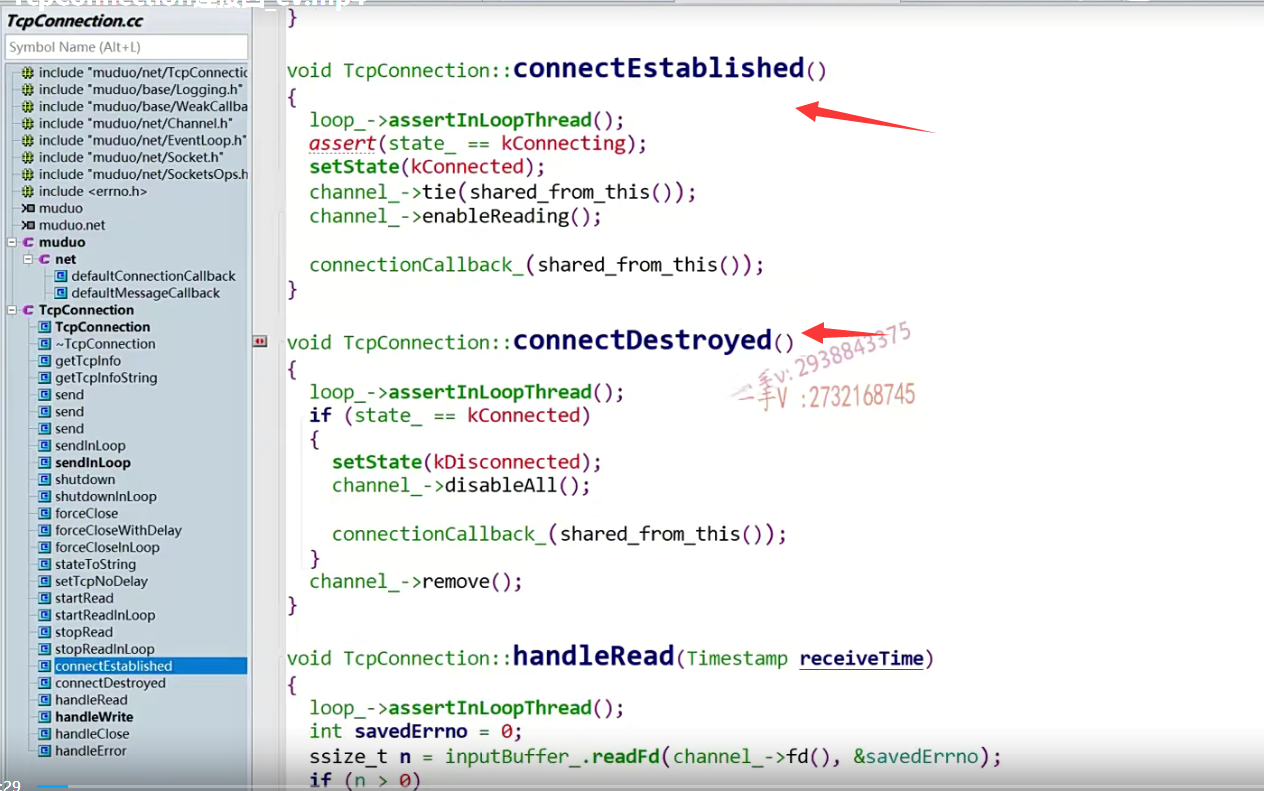 TcpConnection.cc
Symbol Name (Alt+L)
include "muduo/net/TcpConnectic
include "muduo/base/Logging.h"
include "muduo/base/WeakCallba
include "muduo/net/Channel.h"
include "muduo/net/EventLoop.h"
include "muduo/net/Socket.h"
include "muduo/net/SocketsOps.h
include <errno.h>
muduo
muduo.net
muduo
net
defaultConnectionCallback
defaultMessageCallback
TcpConnection
TcpConnection
~TcpConnection
getTcpInfo
getTcpInfoString
send
send
send
sendInLoop
sendInLoop
shutdown
shutdownInLoop
forceClose
forceCloseWithDelay
forceCloseInLoop
stateToString
setTcpNoDelay
startRead
startReadInLoop
stopRead
stopReadInLoop
connectEstablished
connectDestroyed
handleRead
handleWrite
handleClose
handleError
:29
}
void TcpConnection::connectEstablished()
{
loop_->assertInLoopThread();
assert(state_ == kConnecting);
setState(kConnected);
channel_->tie(shared_from_this());
channel_->enableReading();
connectionCallback_(shared_from_this());
}
void TcpConnection::connectDestroyed()
{
loop_->assertInLoopThread();
if (state_ == kConnected)
{
setState(kDisconnected);
channel_->disableAll();
connectionCallback_(shared_from_this());
}
channel_->remove();
}
void TcpConnection::handleRead(Timestamp receiveTime)
{
loop_->assertInLoopThread();
int savedErrno = 0;
ssize_t n = inputBuffer_.readFd(channel_->fd(), &savedErrno);
if (n > 0)
二手v: 2938843375
二手V :2732168745